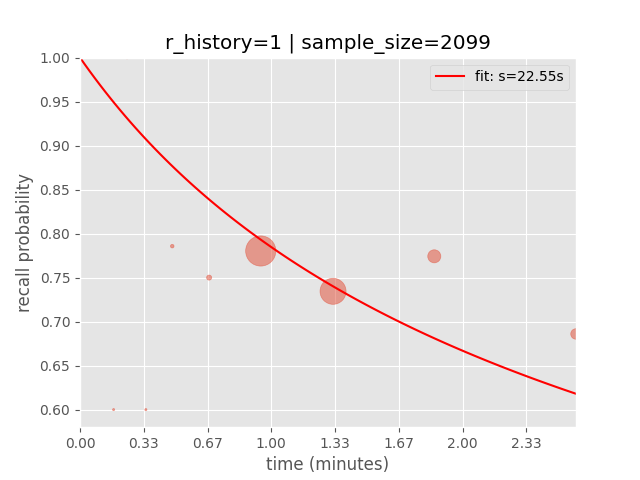 r_history=1 | sample_size=2099
fit: s=22.55s
recall probability
1.00
0.95
0.90
0.85
0.80
0.75
0.70
0.65
0.60
0.00 0.33 0.67 1.00 1.33 1.67 2.00 2.33
time (minutes)